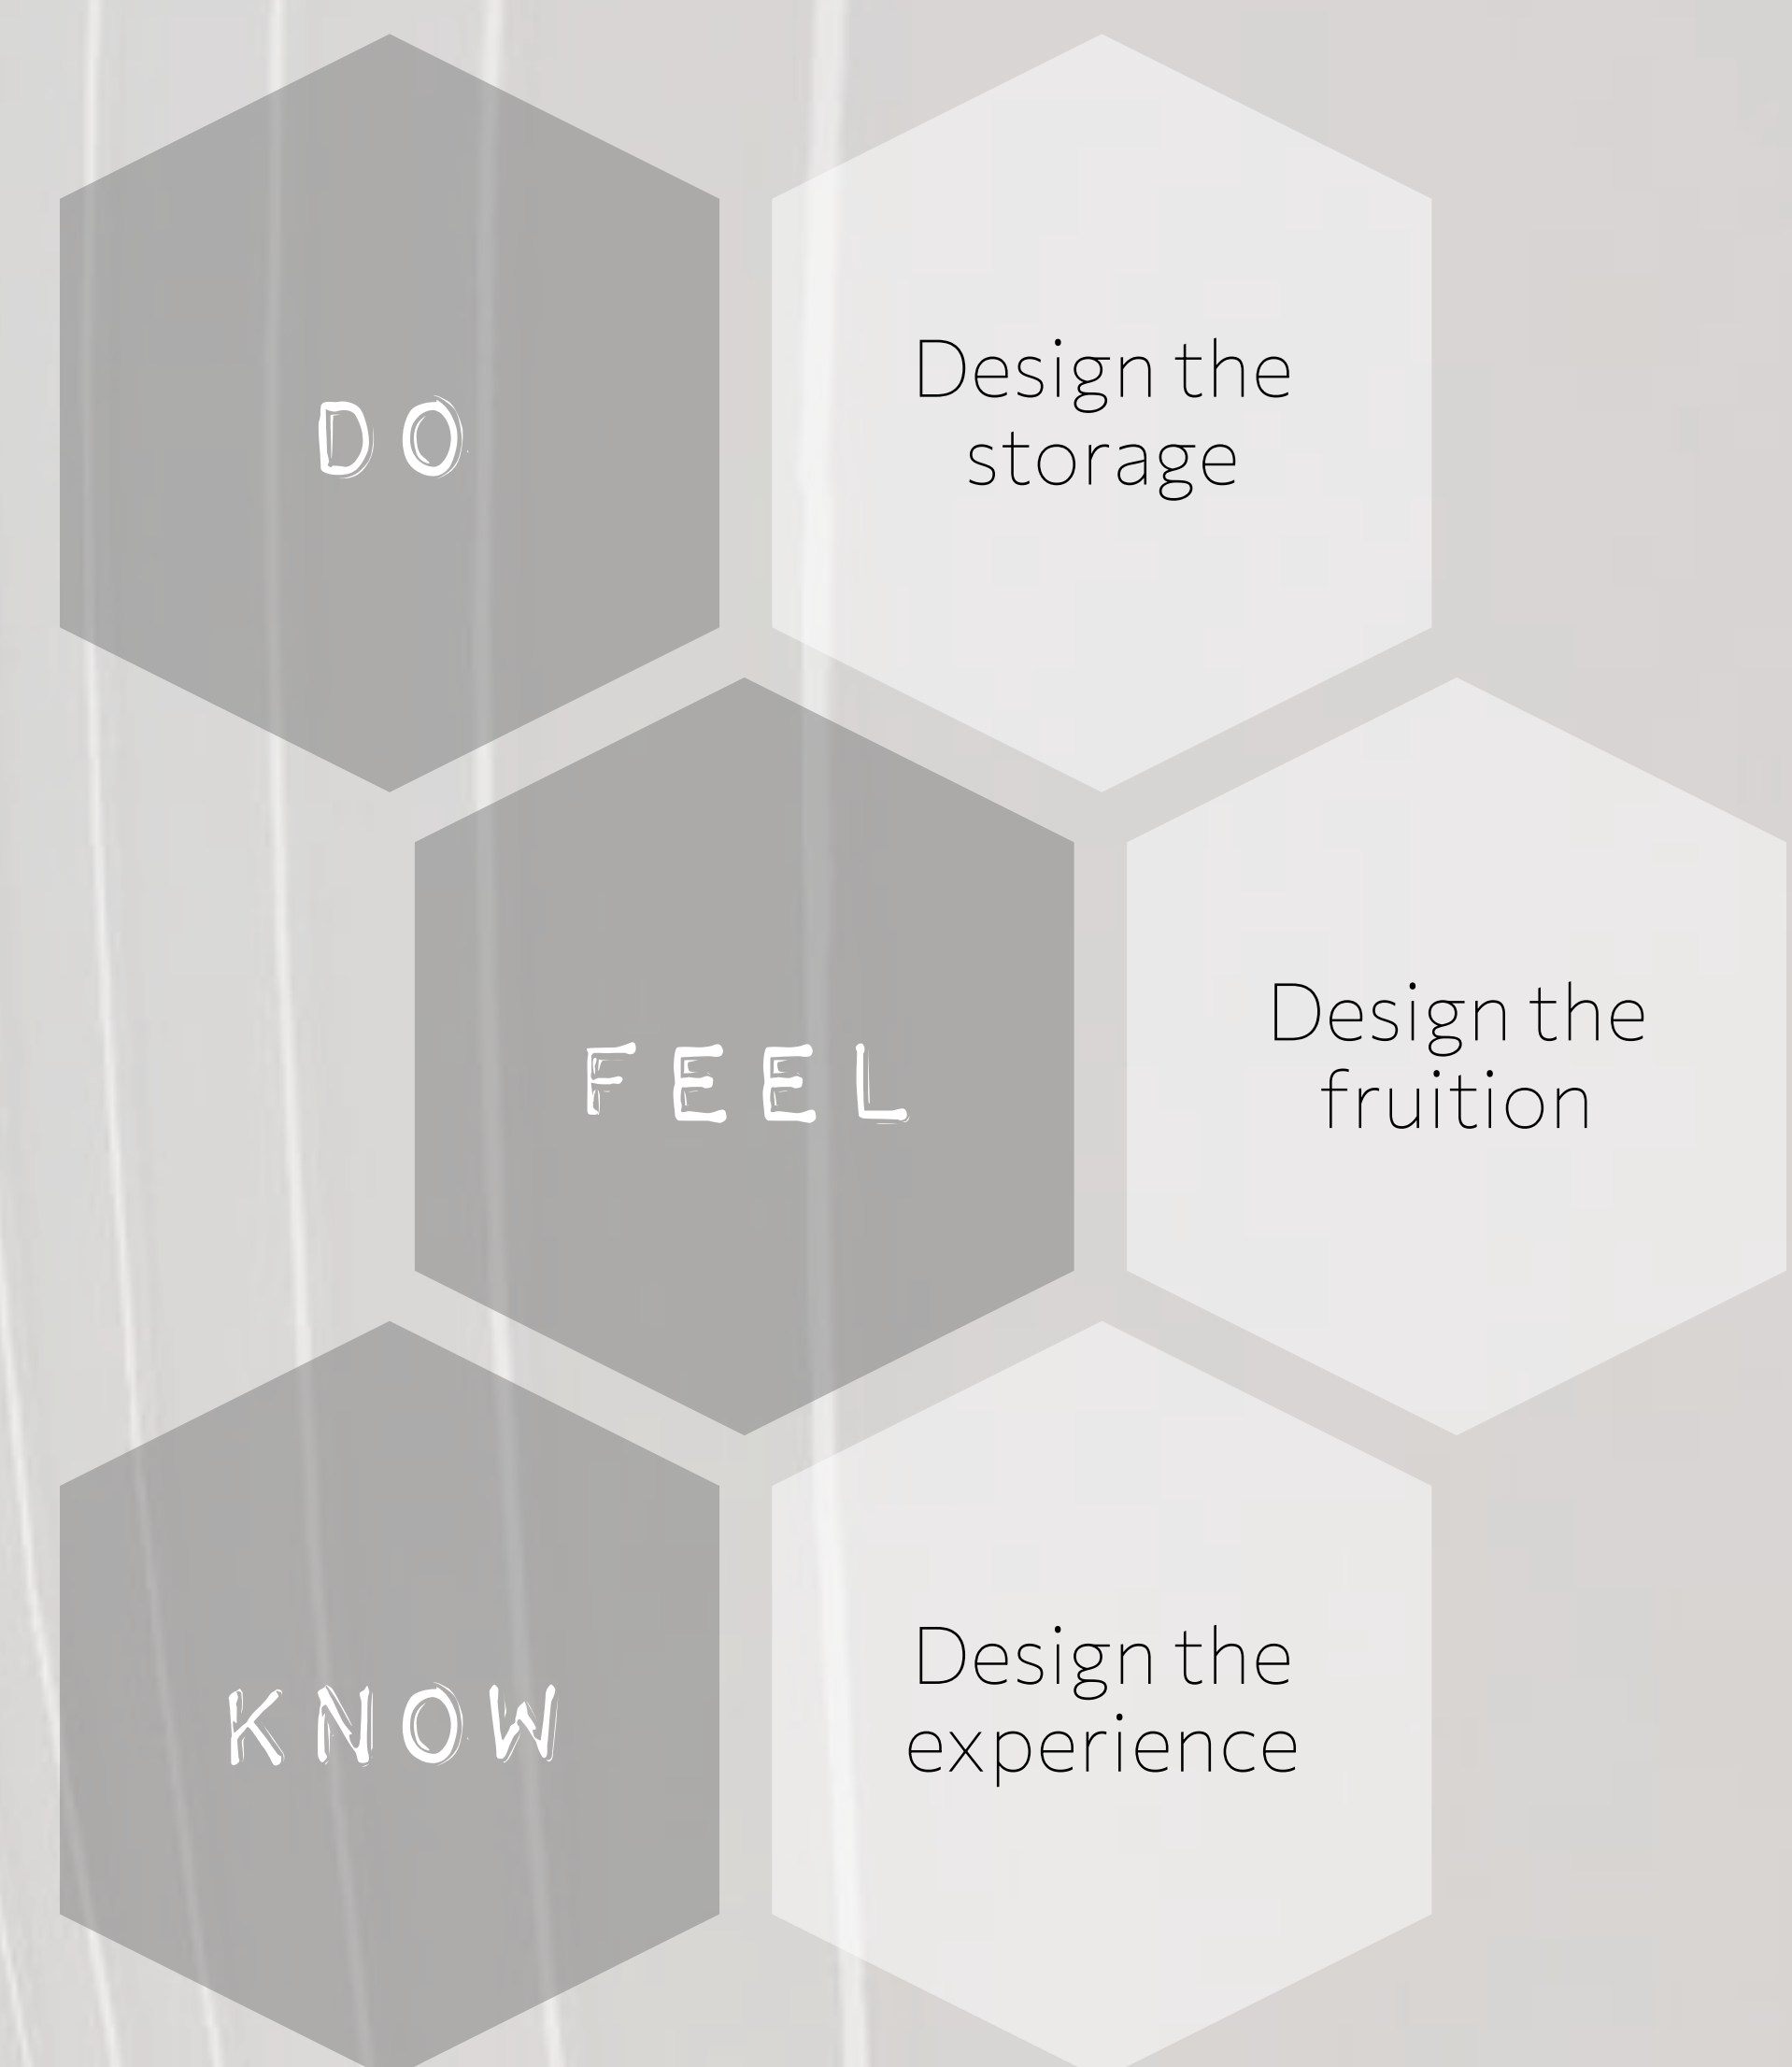 DO
Design the
storage
FEEL
Design the
fruition
KNOW
Design the
experience